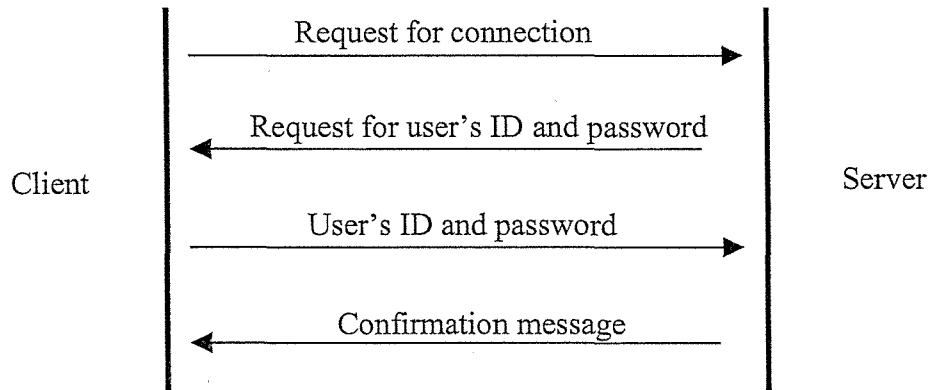 Request for connection
Request for user's ID and password
Client
Server
User's ID and password
Confirmation message